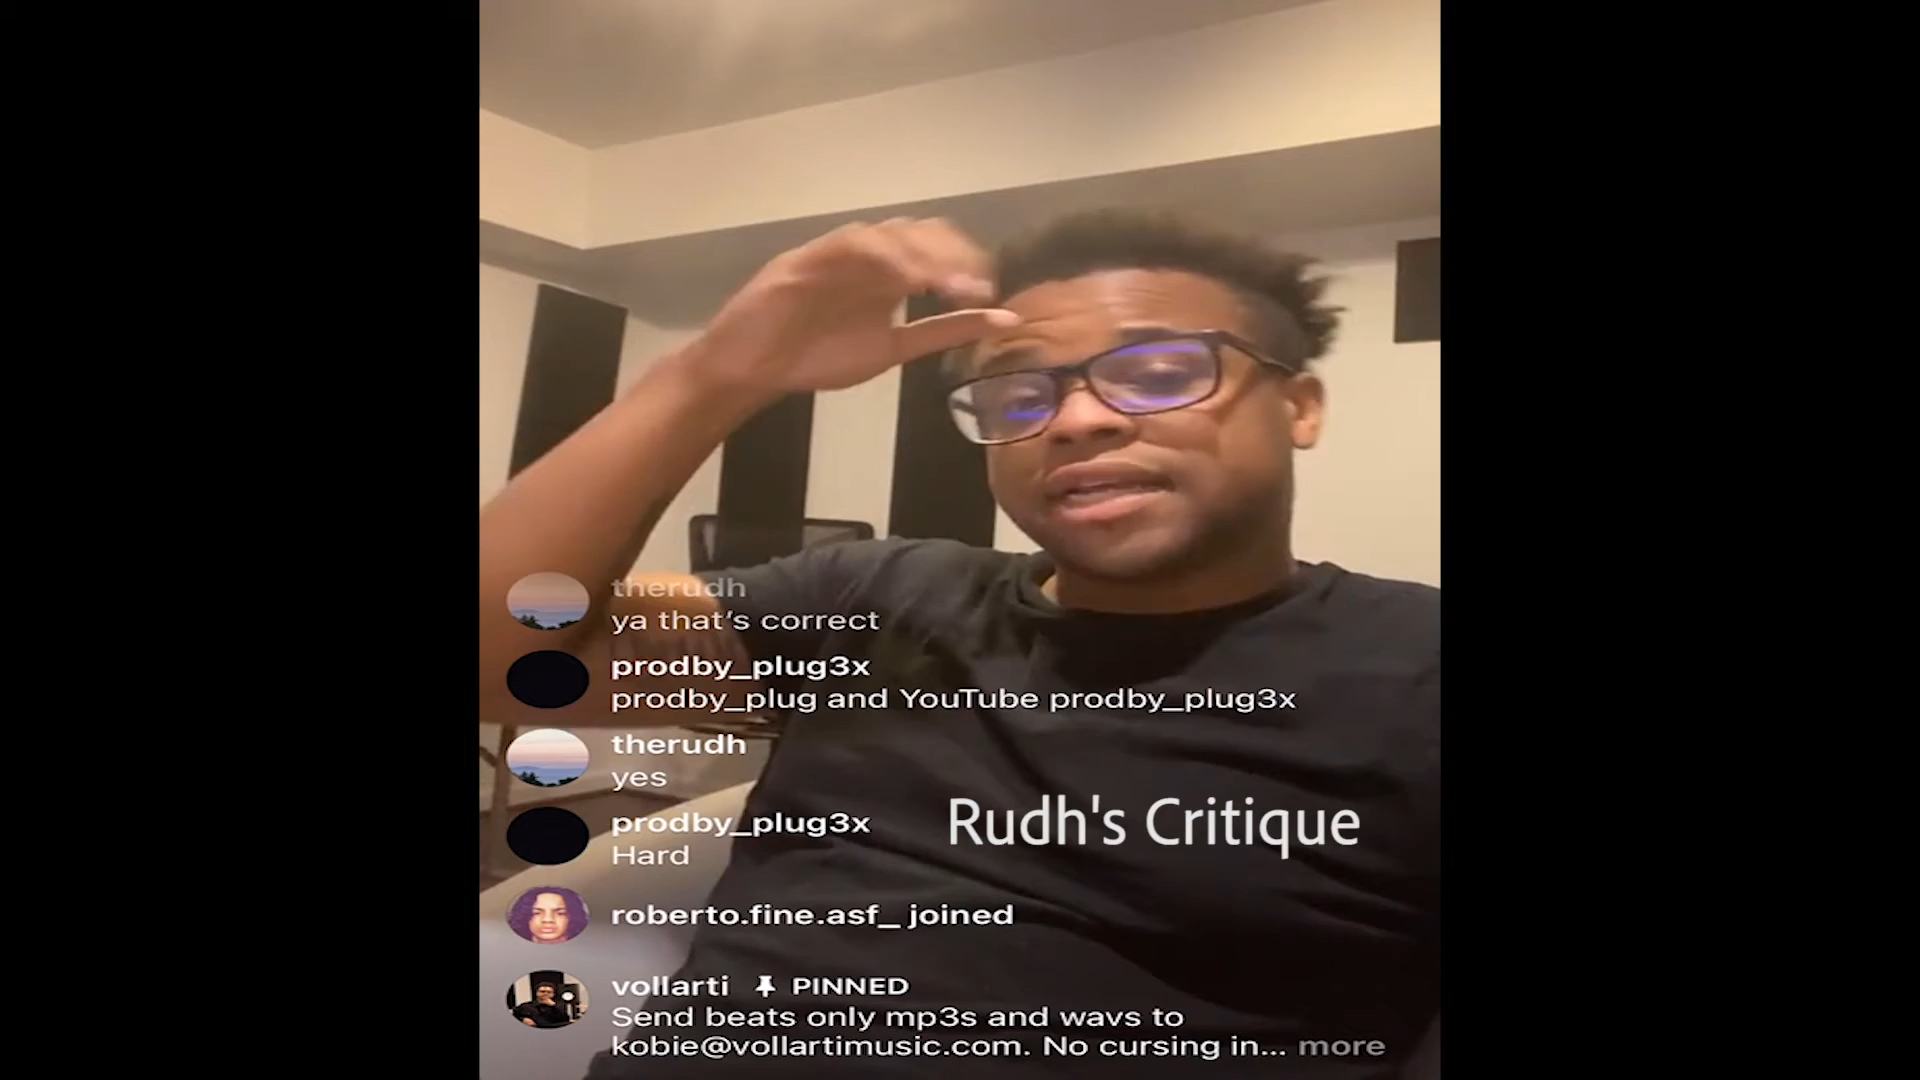 therudh
ya that's correct
prodby_plug3x
prodby_plug and YouTube prodby_plug3x
therudh
yes
prodby_plug3x
Hard
Rudh's Critique
roberto.fine.asf_ joined
vollarti PINNED
Send beats only mp3s and wavs to
kobie@vollartimusic.com. No cursing in... more